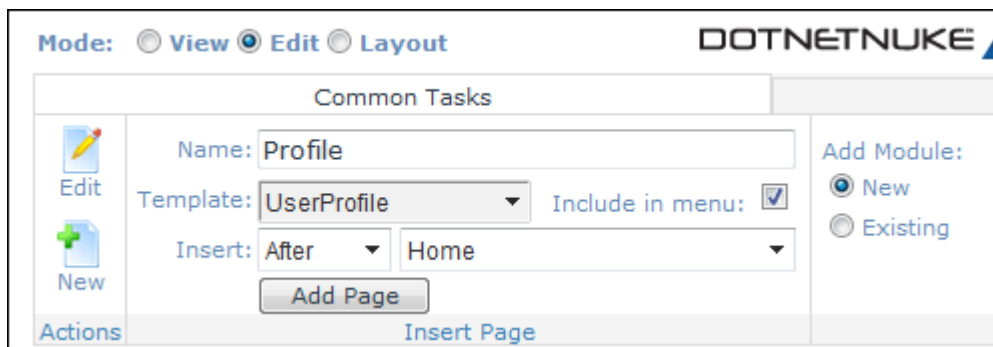 Mode: View Edit Layout
DOTNETNUKE
Common Tasks
Edit
New
Actions
Name: Profile
Template: UserProfile Include in menu:
Insert: After Home
Add Page
Insert Page
Add Module:
New
Existing